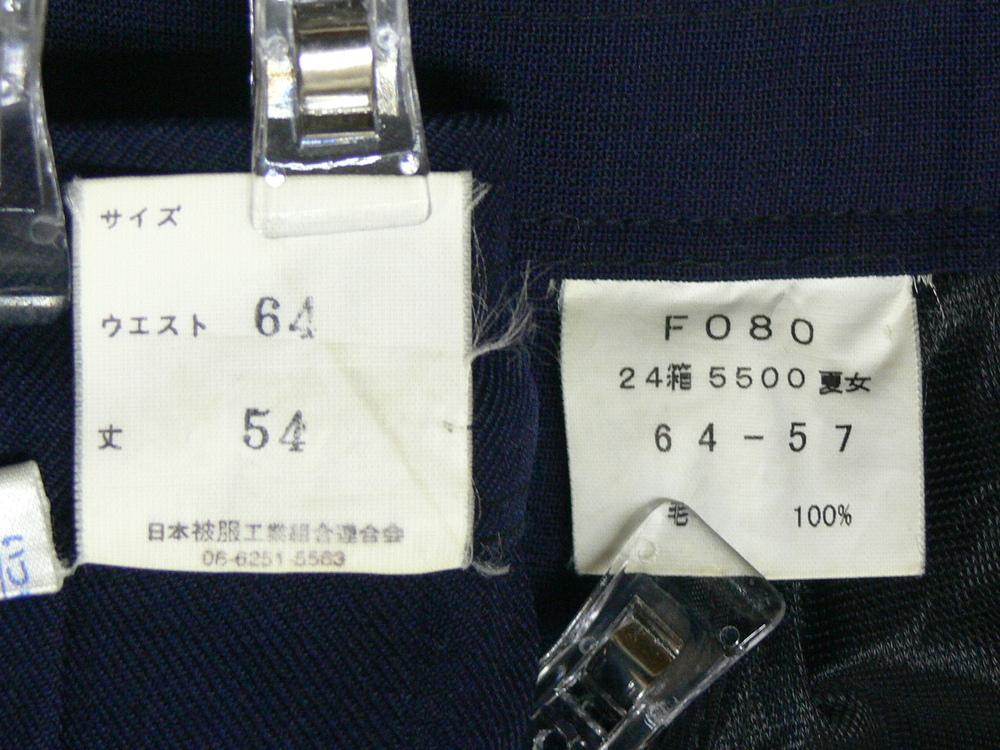 サイズ
ウエスト 64
丈 54
日本被服工業組合連合会
06-6251-5563
F080
24箱 5500 夏女
64-57
毛 100%